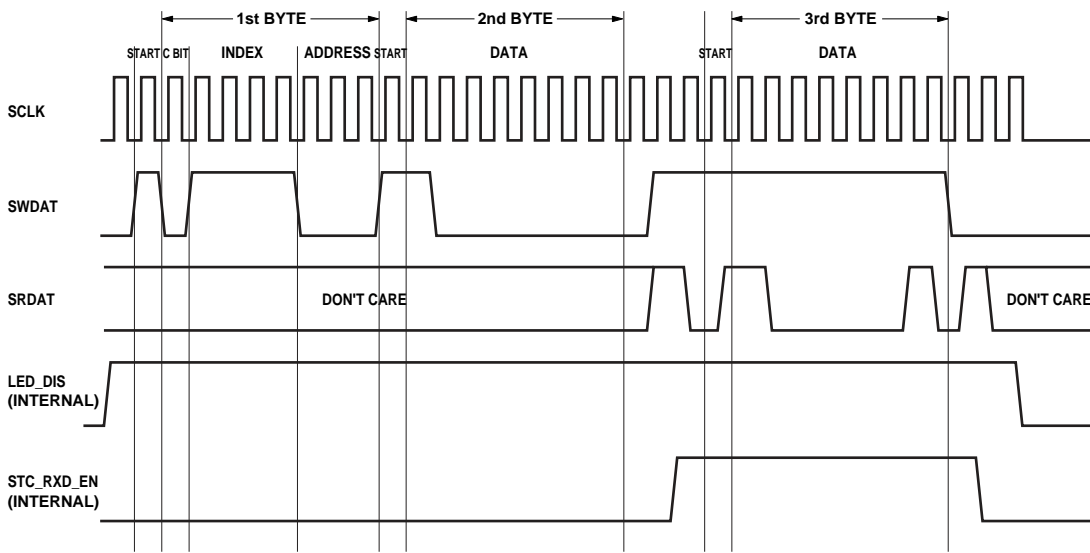 1st BYTE 2nd BYTE 3rd BYTE
START C BIT INDEX ADDRESS START DATA START DATA
SCLK
SWDAT
SRDAT DON'T CARE DON'T CARE
LED_DIS
(INTERNAL)
STC_RXD_EN
(INTERNAL)